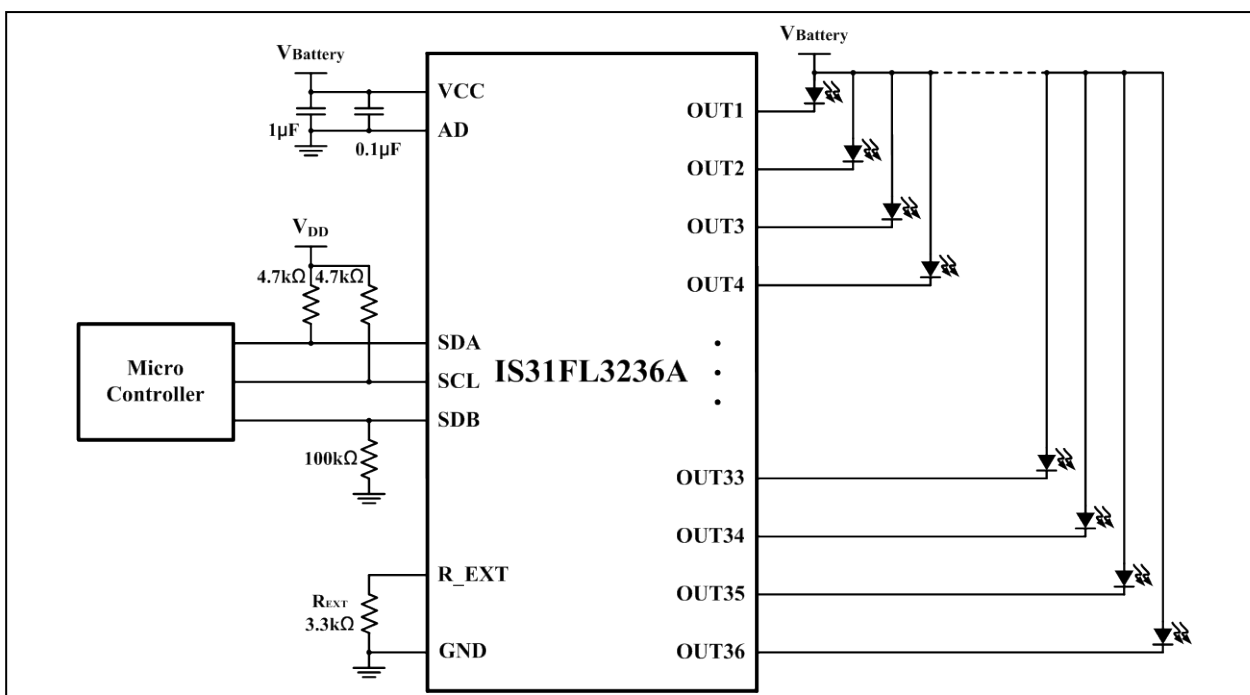 VBattery
VCC
1μF
0.1μF
AD
VDD
4.7kΩ 4.7kΩ
Micro
Controller
SDA
SCL
SDB
100kΩ
R_EXT
REXT
3.3kΩ
GND
IS31FL3236A
VBattery
OUT1
OUT2
OUT3
OUT4
OUT33
OUT34
OUT35
OUT36